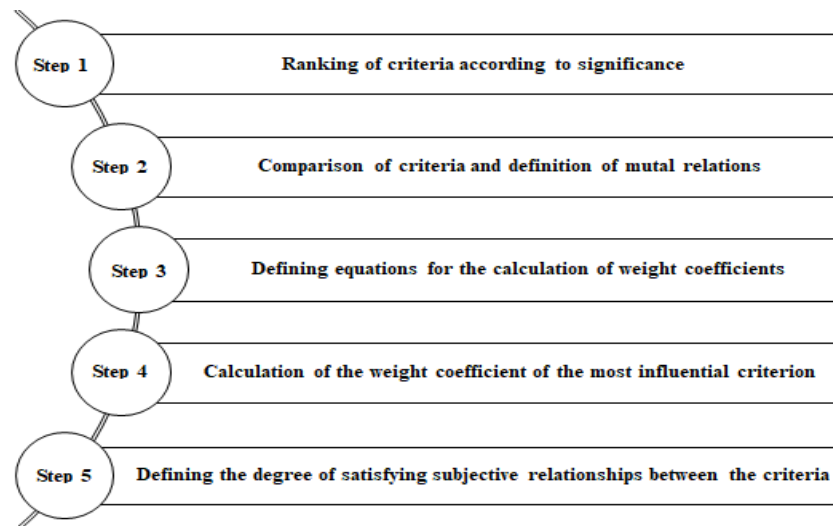 Step 1
Ranking of criteria according to significance
Step 2
Comparison of criteria and definition of mutal relations
Step 3
Defining equations for the calculation of weight coefficients
Step 4
Calculation of the weight coefficient of the most influential criterion
Step 5
Defining the degree of satisfying subjective relationships between the criteria